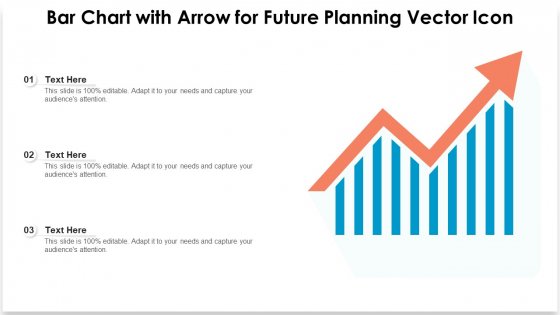 Bar Chart with Arrow for Future Planning Vector Icon
01 Text Here
This slide is 100% editable. Adapt it to your needs and capture your
audience's attention.
02 Text Here
This slide is 100% editable. Adapt it to your needs and capture your
audience's attention.
03 Text Here
This slide is 100% editable. Adapt it to your needs and capture your
audience's attention.